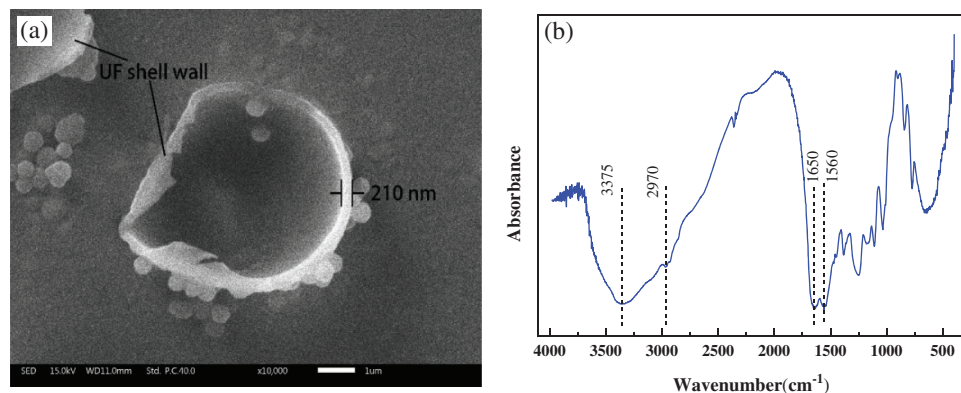 (a)
UF shell wall
210 nm
SED 15.0kV WD11.0mm Std. P.C.40.0 x10,000 1um
(b)
Absorbance
3375
2970
1650
1560
4000 3500 3000 2500 2000 1500 1000 500
Wavenumber(cm⁻¹)